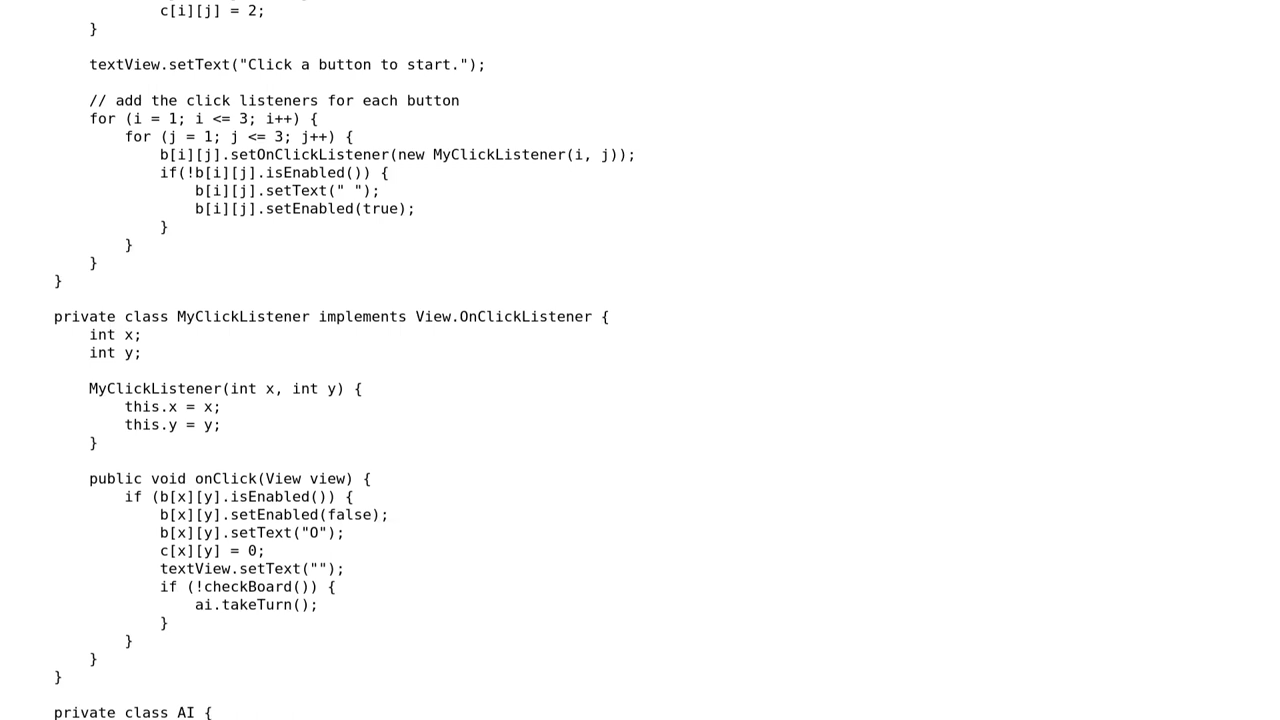 c[i][j] = 2;
}
textView.setText("Click a button to start.");
// add the click listeners for each button
for (i = 1; i <= 3; i++) {
for (j = 1; j <= 3; j++) {
b[i][j].setOnClickListener(new MyClickListener(i, j));
if(!b[i][j].isEnabled()) {
b[i][j].setText(" ");
b[i][j].setEnabled(true);
}
}
}
}
private class MyClickListener implements View.OnClickListener {
int x;
int y;
MyClickListener(int x, int y) {
this.x = x;
this.y = y;
}
public void onClick(View view) {
if (b[x][y].isEnabled()) {
b[x][y].setEnabled(false);
b[x][y].setText("O");
c[x][y] = 0;
textView.setText("");
if (!checkBoard()) {
ai.takeTurn();
}
}
}
}
private class AI {